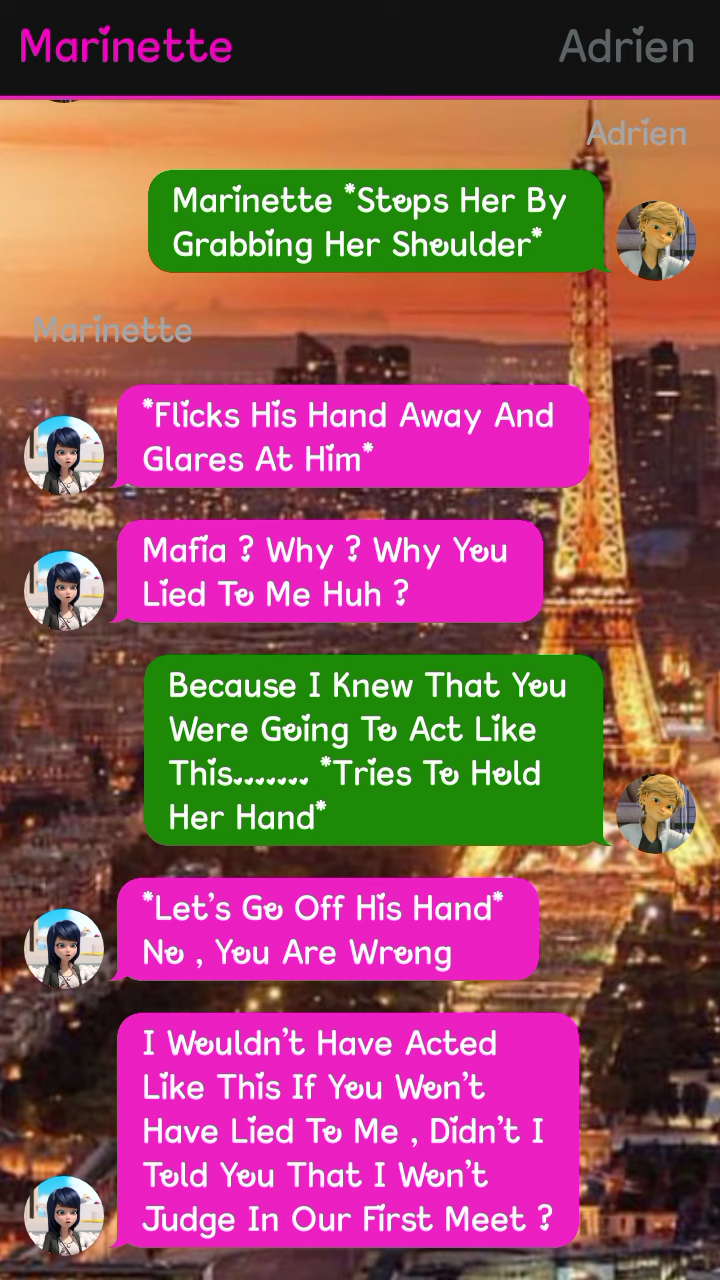 Marinette Adrien
Adrien
Marinette *Stops Her By
Grabbing Her Shoulder*
Marinette
*Flicks His Hand Away And
Glares At Him*
Mafia ? Why ? Why You
Lied To Me Huh ?
Because I Knew That You
Were Going To Act Like
This....... *Tries To Hold
Her Hand*
*Let's Go Off His Hand*
No , You Are Wrong
I Wouldn't Have Acted
Like This If You Won't
Have Lied To Me , Didn't I
Told You That I Won't
Judge In Our First Meet ?